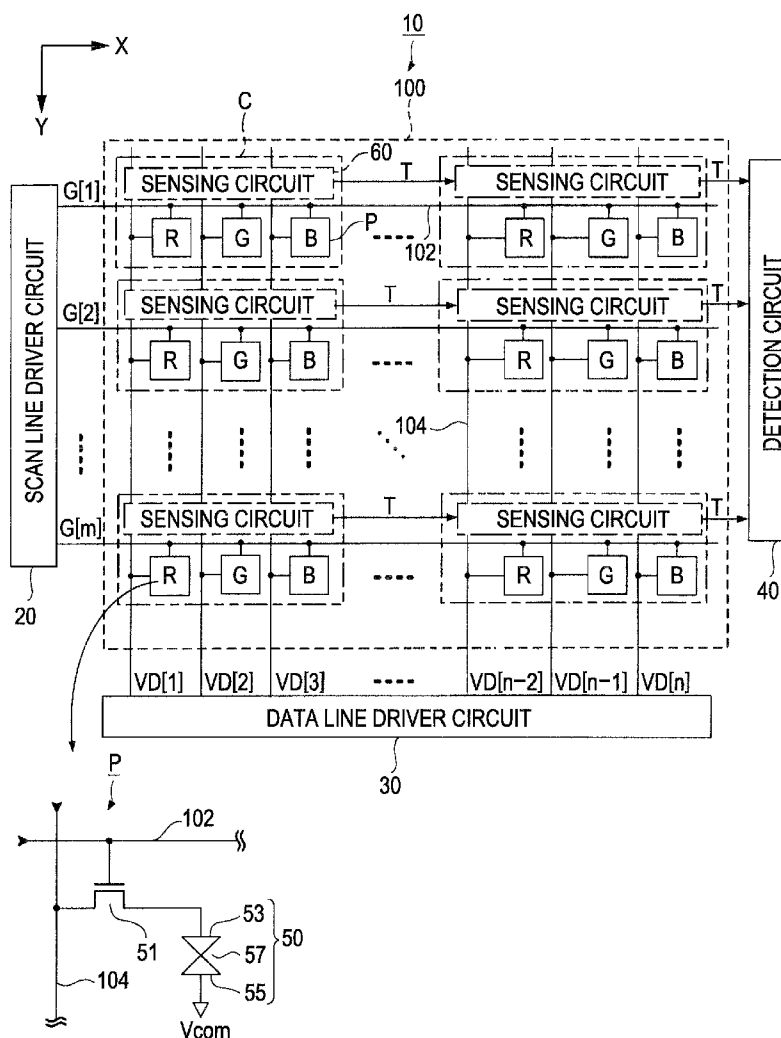 10
X
100
Y
C
60
T
T
SENSING CIRCUIT
SENSING CIRCUIT
G[1]
P
102
R
G
B
R
G
B
SENSING CIRCUIT
T
SENSING CIRCUIT
T
G[2]
R
G
B
R
G
B
SCAN LINE DRIVER CIRCUIT
DETECTION CIRCUIT
104
SENSING CIRCUIT
T
SENSING CIRCUIT
T
G[m]
R
G
B
R
G
B
20
40
VD[1]
VD[2]
VD[3]
VD[n-2]
VD[n-1]
VD[n]
DATA LINE DRIVER CIRCUIT
30
P
102
51
53
57
55
50
104
Vcom